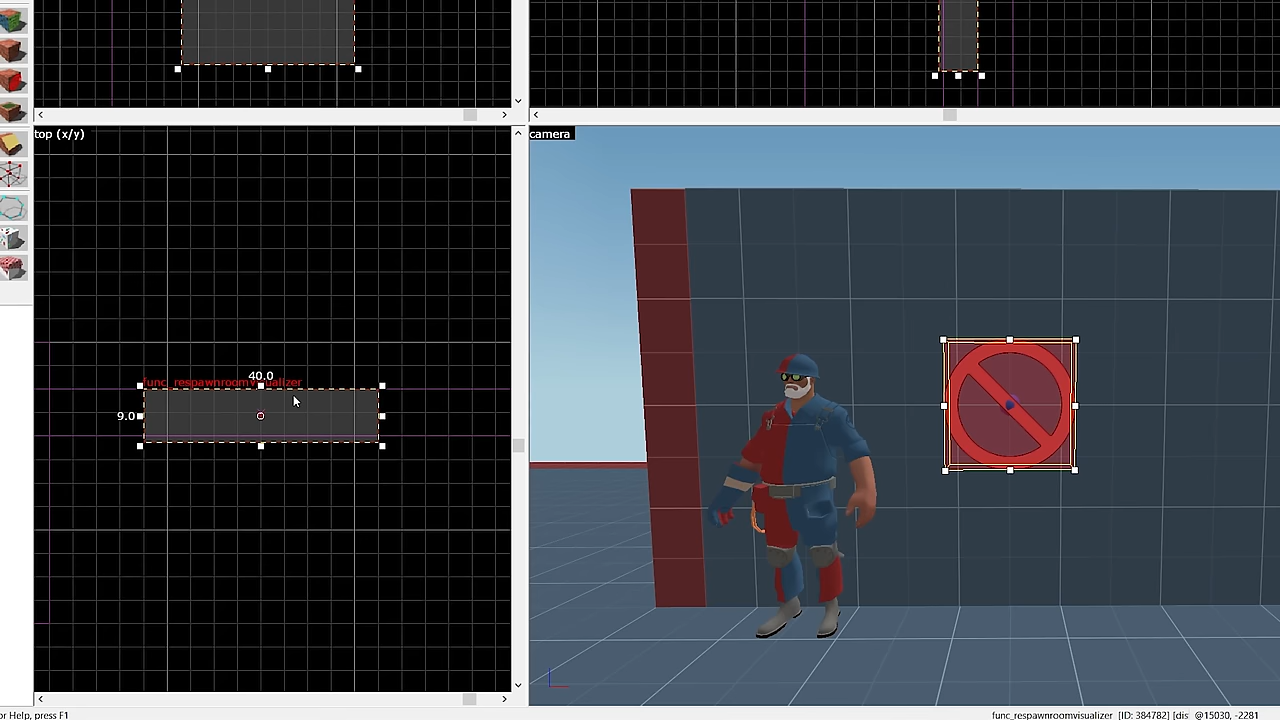 top (x/y)
camera
func_respawnroomvisualizer
40.0
9.0
or Help, press F1
func_respawnroomvisualizer [ID: 384782] [dis
@15030, -2281